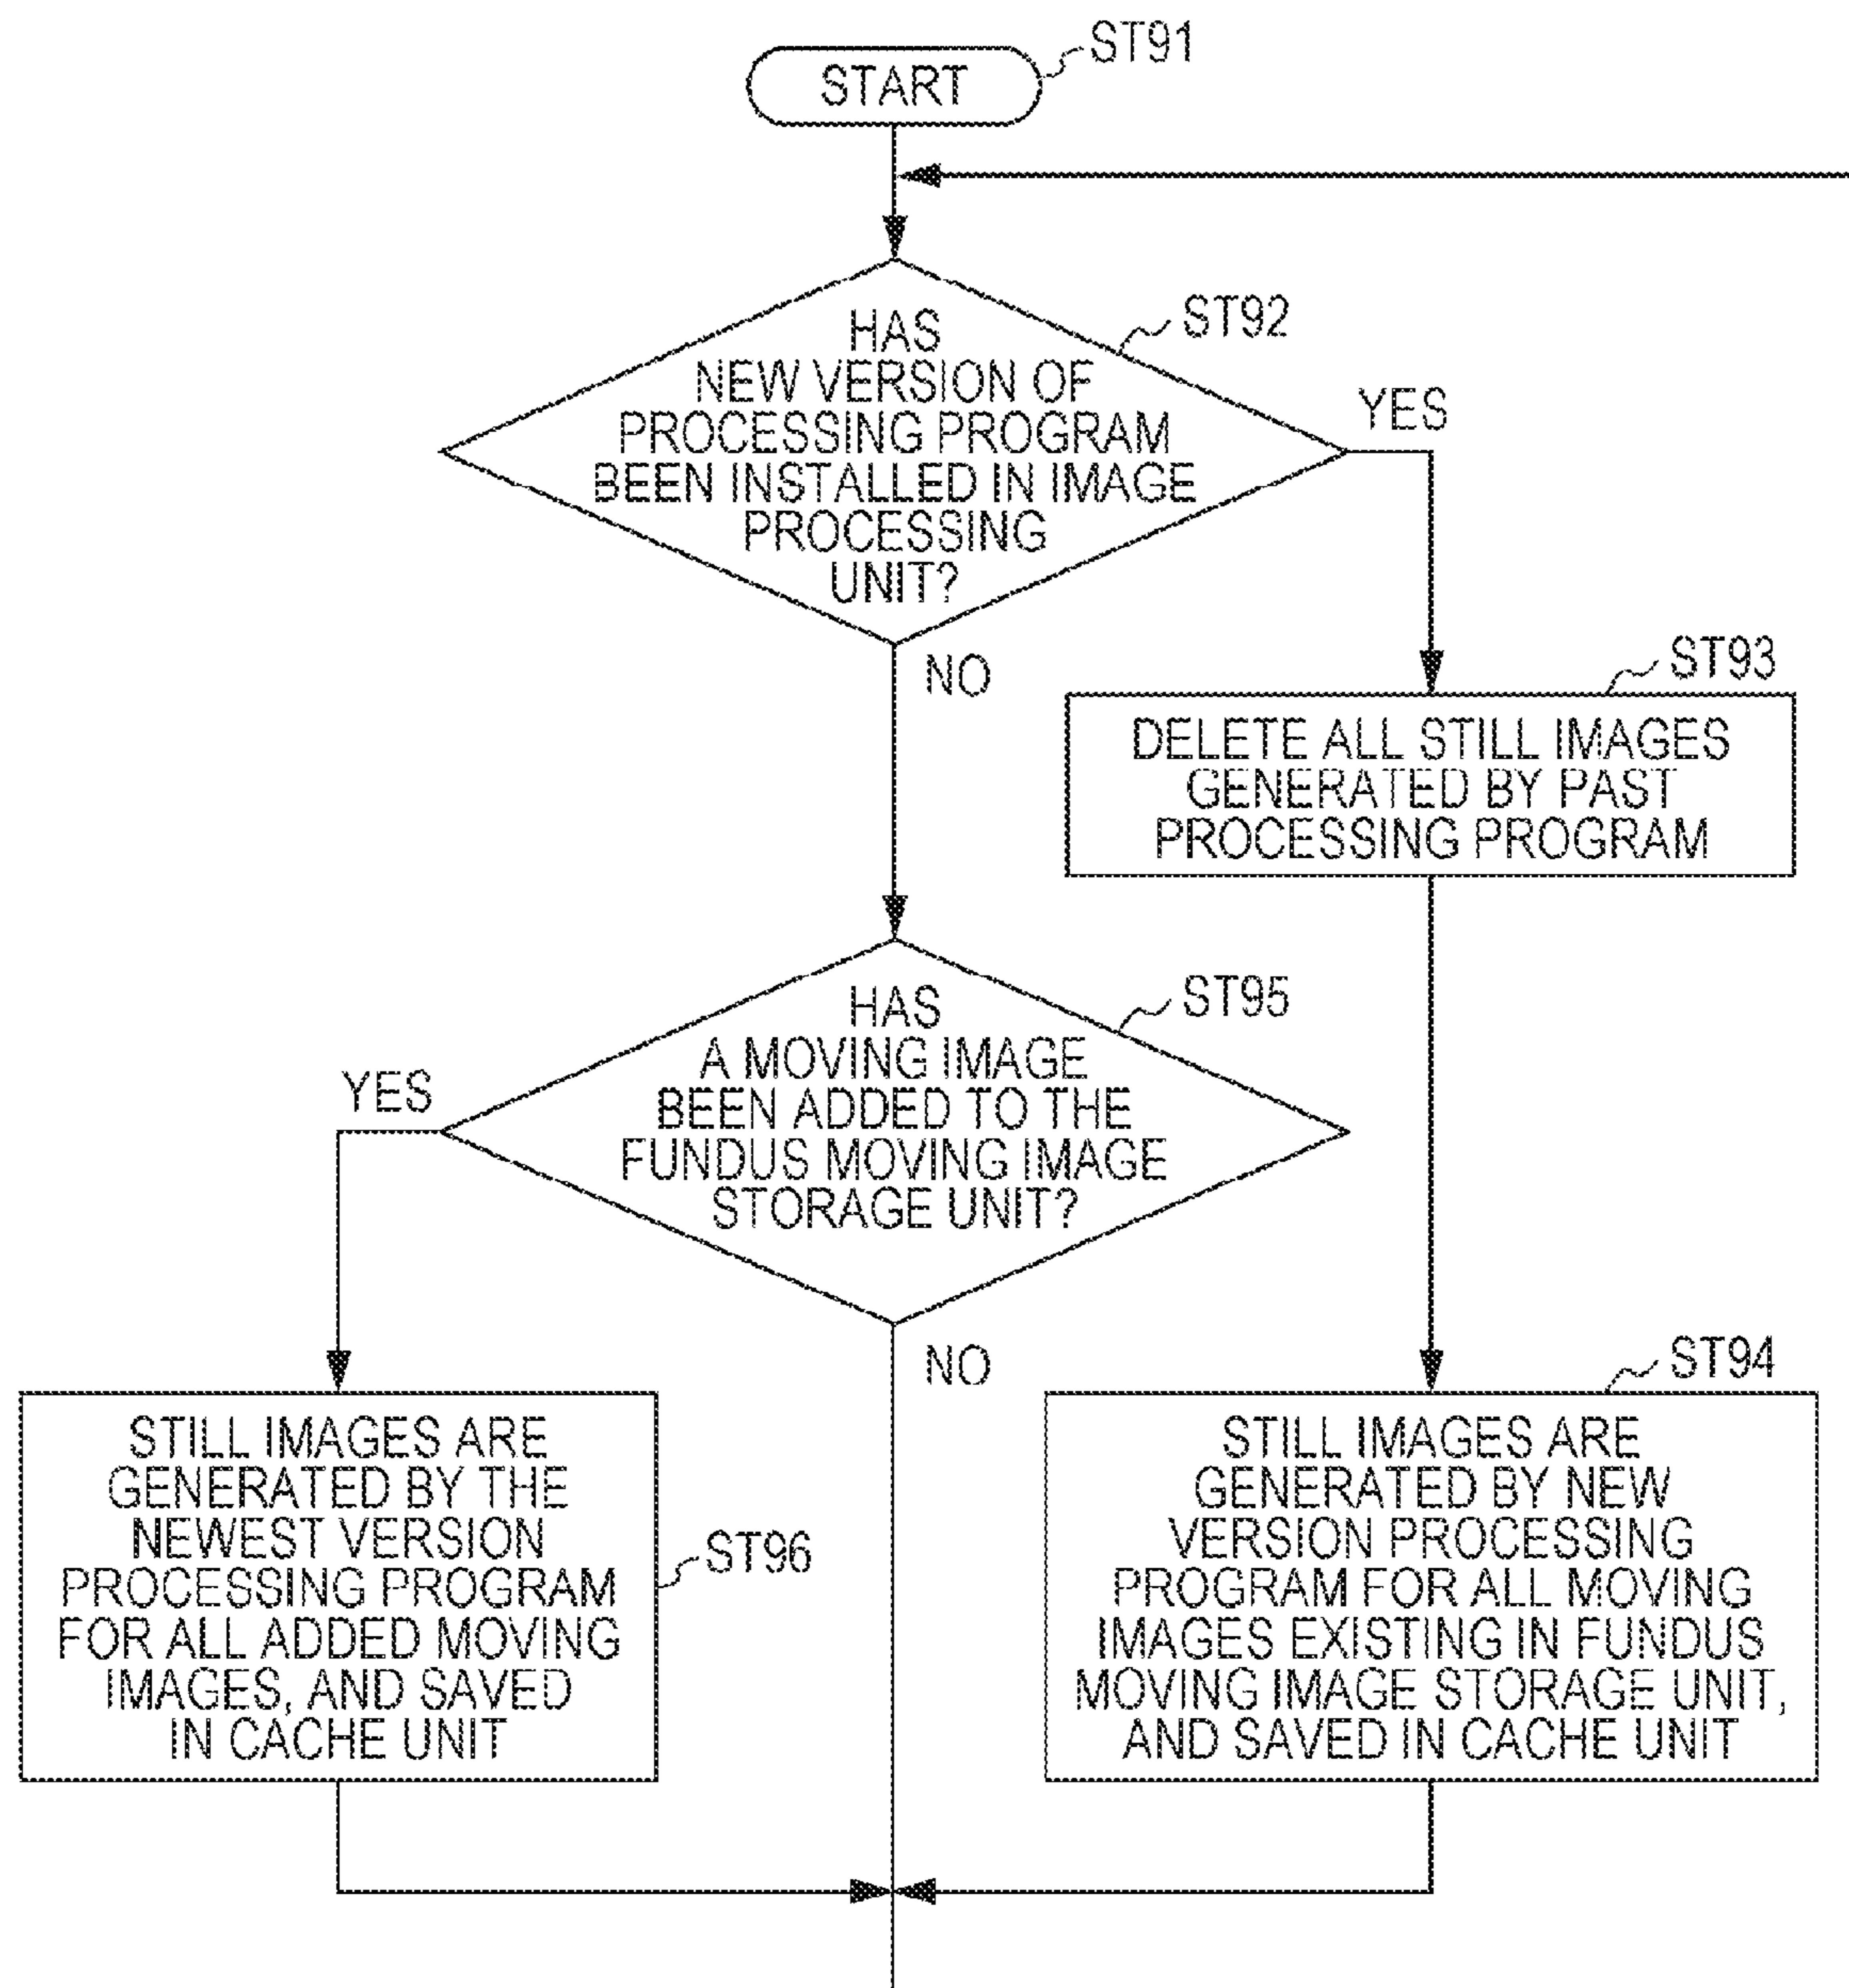 START
ST91
HAS
NEW VERSION OF
PROCESSING PROGRAM
BEEN INSTALLED IN IMAGE
PROCESSING
UNIT?
ST92
YES
NO
DELETE ALL STILL IMAGES
GENERATED BY PAST
PROCESSING PROGRAM
ST93
HAS
A MOVING IMAGE
BEEN ADDED TO THE
FUNDUS MOVING IMAGE
STORAGE UNIT?
ST95
YES
NO
STILL IMAGES ARE
GENERATED BY THE
NEWEST VERSION
PROCESSING PROGRAM
FOR ALL ADDED MOVING
IMAGES, AND SAVED
IN CACHE UNIT
ST96
STILL IMAGES ARE
GENERATED BY NEW
VERSION PROCESSING
PROGRAM FOR ALL MOVING
IMAGES EXISTING IN FUNDUS
MOVING IMAGE STORAGE UNIT,
AND SAVED IN CACHE UNIT
ST94